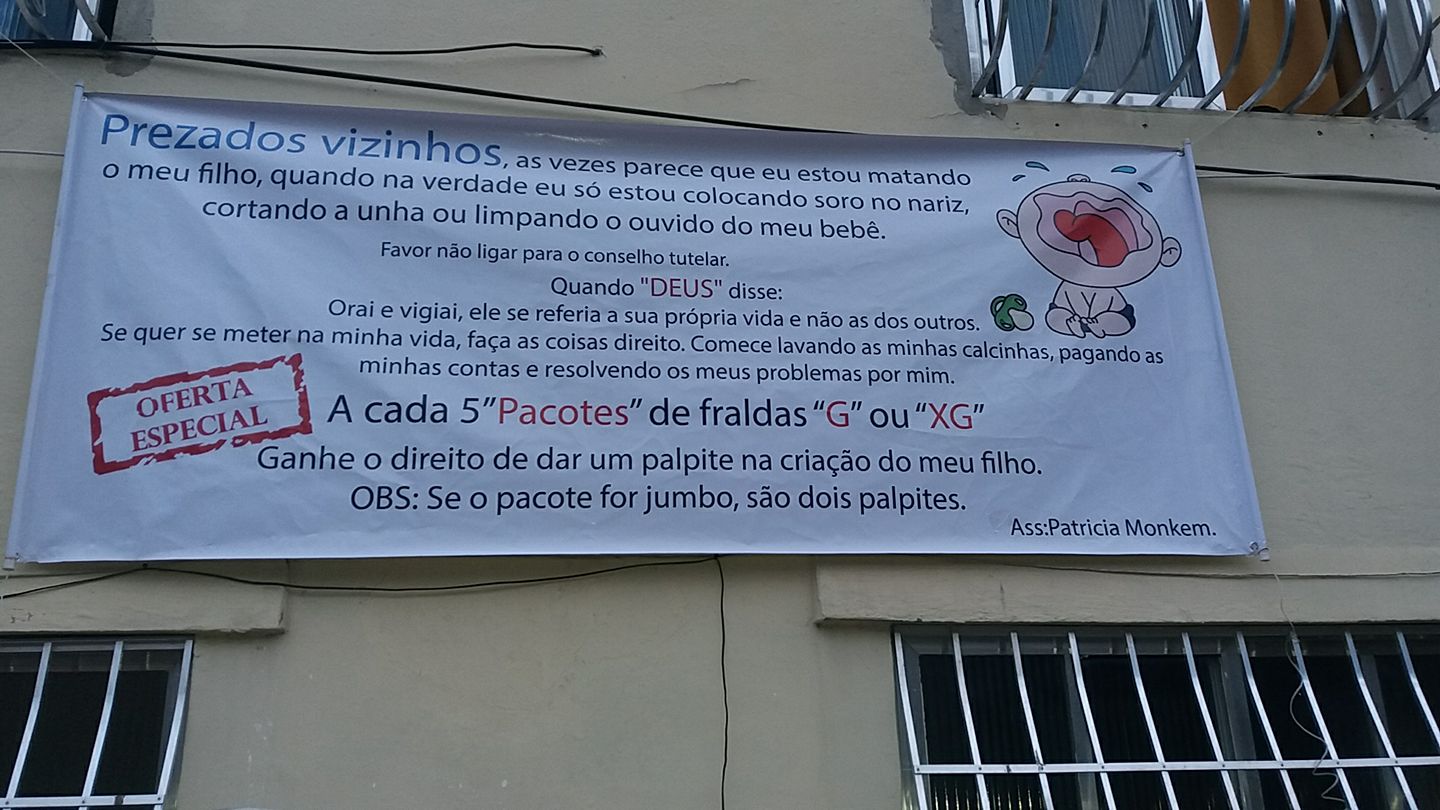 Prezados vizinhos, as vezes parece que eu estou matando
o meu filho, quando na verdade eu só estou colocando soro no nariz,
cortando a unha ou limpando o ouvido do meu bebê.
Favor não ligar para o conselho tutelar.
Quando "DEUS" disse:
Orai e vigiai, ele se referia a sua própria vida e não as dos outros.
Se quer se meter na minha vida, faça as coisas direito. Comece lavando as minhas calcinhas, pagando as
minhas contas e resolvendo os meus problemas por mim.
OFERTA
ESPECIAL
A cada 5”Pacotes” de fraldas “G” ou “XG”
Ganhe o direito de dar um palpite na criação do meu filho.
OBS: Se o pacote for jumbo, são dois palpites.
Ass:Patricia Monkem.